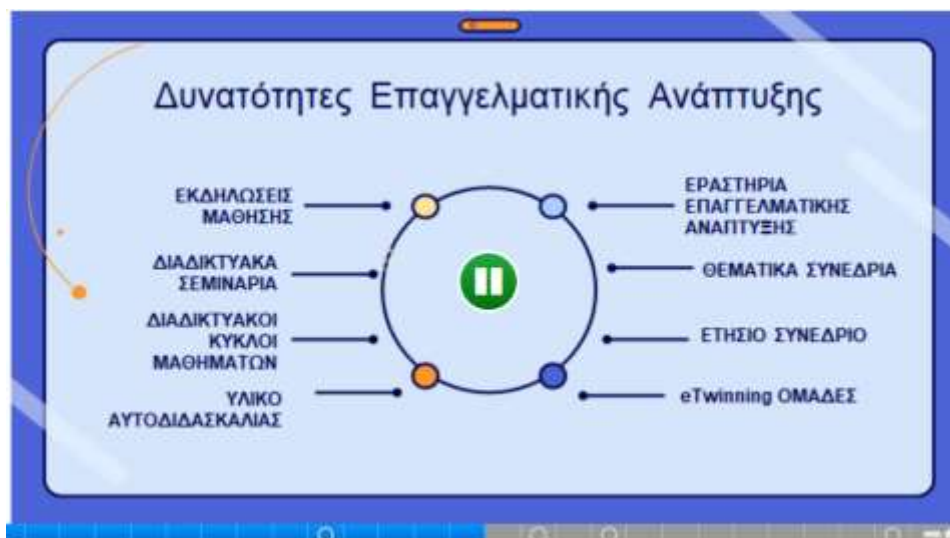 Δυνατότητες Επαγγελματικής Ανάπτυξης
ΕΚΔΗΛΩΣΕΙΣ
ΜΑΘΗΣΗΣ
ΔΙΑΔΙΚΤΥΑΚΑ
ΣΕΜΙΝΑΡΙΑ
ΔΙΑΔΙΚΤΥΑΚΟΙ
ΚΥΚΛΟΙ
ΜΑΘΗΜΑΤΩΝ
ΥΛΙΚΟ
ΑΥΤΟΔΙΔΑΣΚΑΛΙΑΣ
ΕΡΑΣΤΗΡΙΑ
ΕΠΑΓΓΕΛΜΑΤΙΚΗΣ
ΑΝΑΠΤΥΞΗΣ
ΘΕΜΑΤΙΚΑ ΣΥΝΕΔΡΙΑ
ΕΤΗΣΙΟ ΣΥΝΕΔΡΙΟ
eTwinning ΟΜΑΔΕΣ